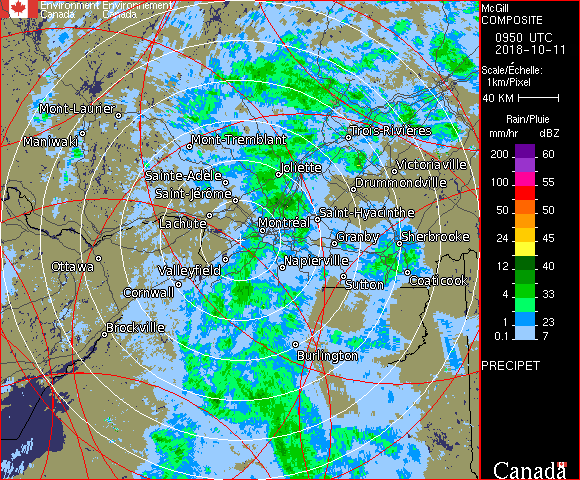 Environment Environnement
Canada Canada
McGill
COMPOSITE
0950 UTC
2018-10-11
Scale/Échelle:
1km/Pixel
40 KM
Rain/Pluie
mm/hr dBZ
200 60
100 55
50 50
24 45
12 40
4 33
1 23
0.1 7
PRECIPET
Canada
Mont-Laurier
Maniwaki
Mont-Tremblant
Trois-Rivières
Joliette
Victoriaville
Sainte-Adèle
Drummondville
Saint-Jérôme
Lachute
Saint-Hyacinthe
Montréal
Granby
Sherbrooke
Ottawa
Valleyfield
Napierville
Coaticook
Sutton
Cornwall
Brockville
Burlington